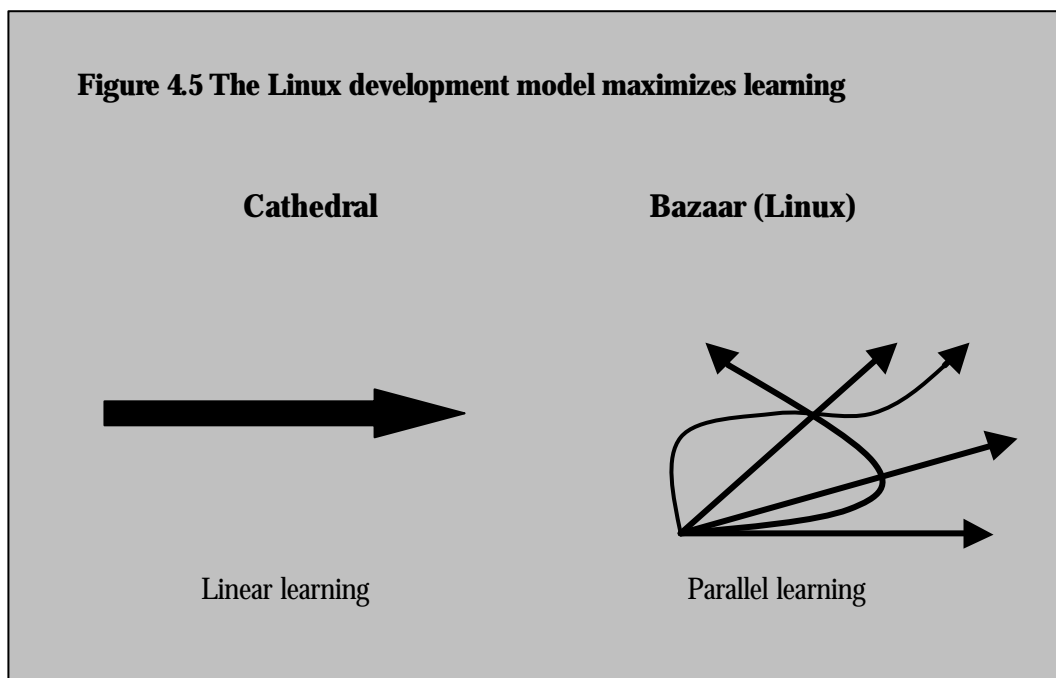 Figure 4.5 The Linux development model maximizes learning
Cathedral
Bazaar (Linux)
Linear learning
Parallel learning